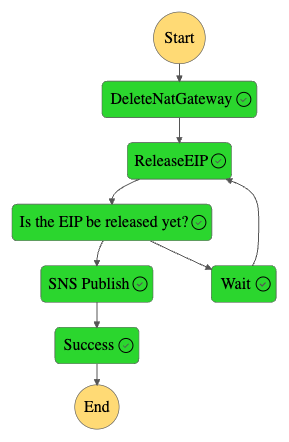 Start
DeleteNatGateway
ReleaseEIP
Is the EIP be released yet?
SNS Publish
Wait
Success
End